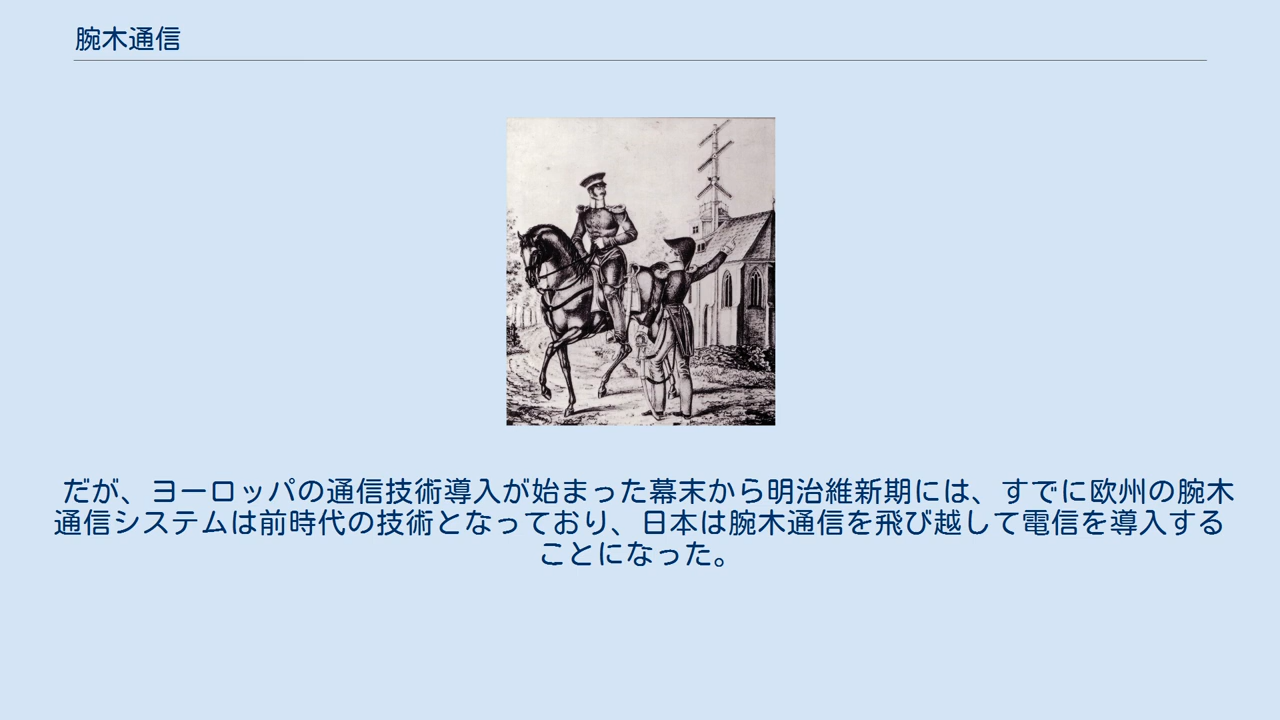 腕木通信
だが、ヨーロッパの通信技術導入が始まった幕末から明治維新期には、すでに欧州の腕木
通信システムは前時代の技術となっており、日本は腕木通信を飛び越して電信を導入する
ことになった。